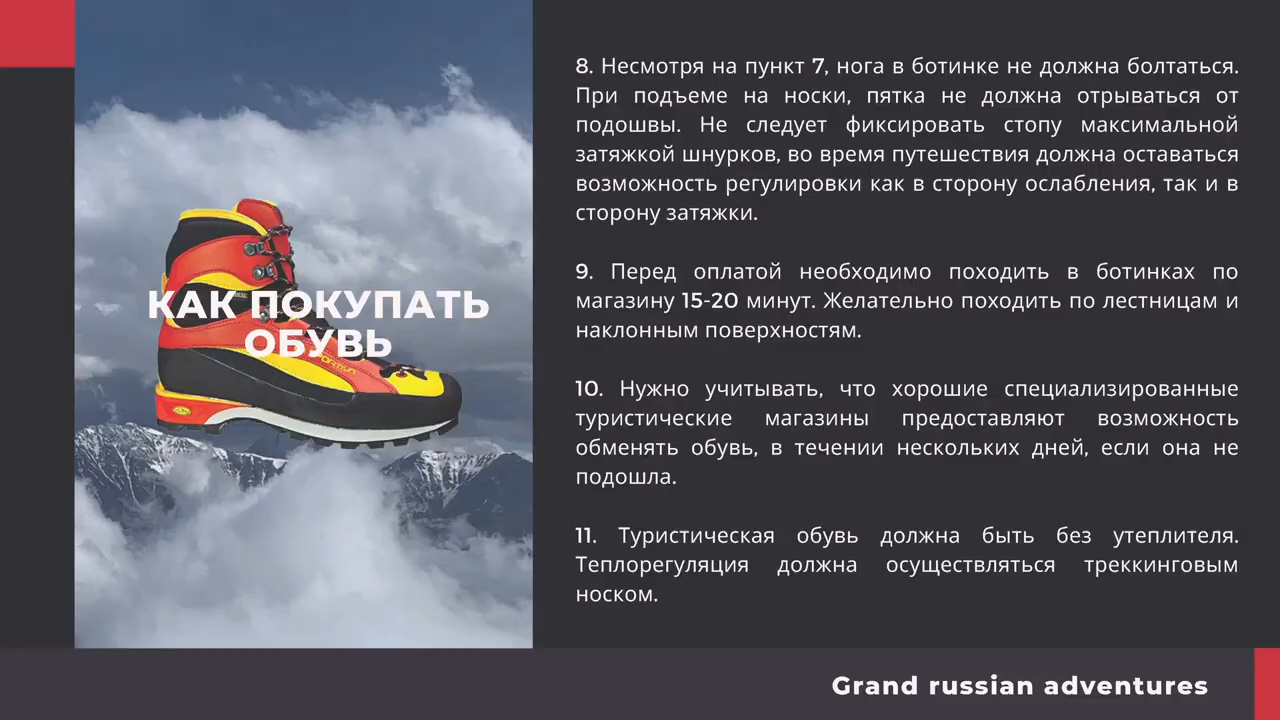 КАК ПОКУПАТЬ
ОБУВЬ
8. Несмотря на пункт 7, нога в ботинке не должна болтаться.
При подъеме на носки, пятка не должна отрываться от
подошвы. Не следует фиксировать стопу максимальной
затяжкой шнурков, во время путешествия должна оставаться
возможность регулировки как в сторону ослабления, так и в
сторону затяжки.
9. Перед оплатой необходимо походить в ботинках по
магазину 15-20 минут. Желательно походить по лестницам и
наклонным поверхностям.
10. Нужно учитывать, что хорошие специализированные
туристические магазины предоставляют возможность
обменять обувь, в течении нескольких дней, если она не
подошла.
11. Туристическая обувь должна быть без утеплителя.
Теплорегуляция должна осуществляться треккинговым
носком.
Grand russian adventures